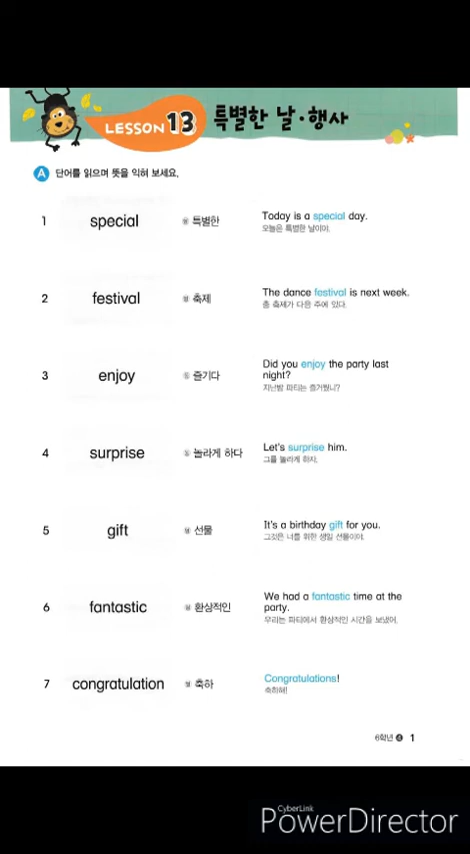 LESSON 13 특별한 날·행사
A 단어를 읽으며 뜻을 익혀 보세요.
1 special 형 특별한 Today is a special day.
오늘은 특별한 날이야.
2 festival 명 축제 The dance festival is next week.
춤 축제가 다음 주에 있다.
3 enjoy 동 즐기다 Did you enjoy the party last
night?
지난밤 파티는 즐거웠니?
4 surprise 동 놀라게 하다 Let's surprise him.
그를 놀라게 하자.
5 gift 명 선물 It's a birthday gift for you.
그것은 너를 위한 생일 선물이야.
6 fantastic 형 환상적인 We had a fantastic time at the
party.
우리는 파티에서 환상적인 시간을 보냈어.
7 congratulation 명 축하 Congratulations!
축하해!
6학년 1
CyberLink
PowerDirector